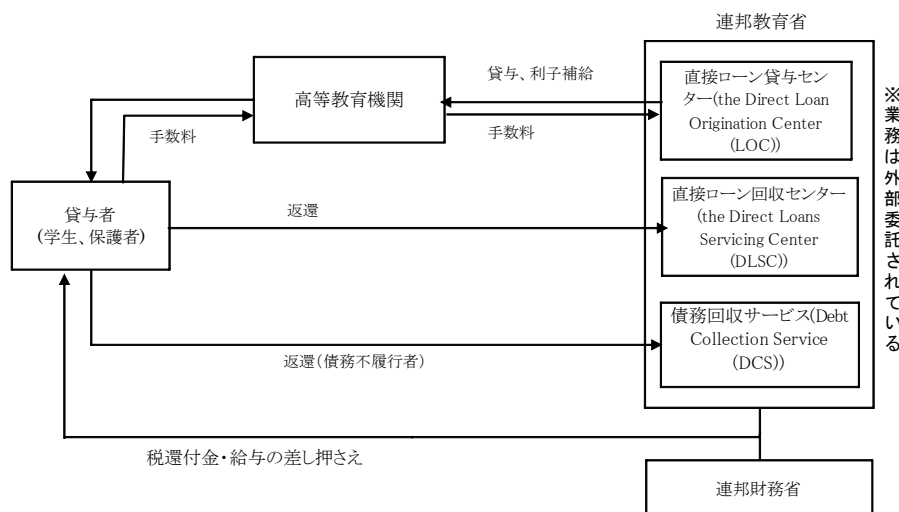 連邦教育省
貸与、利子補給
高等教育機関
手数料
手数料
直接ローン貸与セン
ター(the Direct Loan
Origination Center
(LOC))
貸与者
(学生、保護者)
返還
直接ローン回収センター
(the Direct Loans
Servicing Center
(DLSC))
債務回収サービス(Debt
Collection Service
(DCS))
返還(債務不履行者)
税還付金・給与の差し押さえ
連邦財務省
※業務は外部委託されている